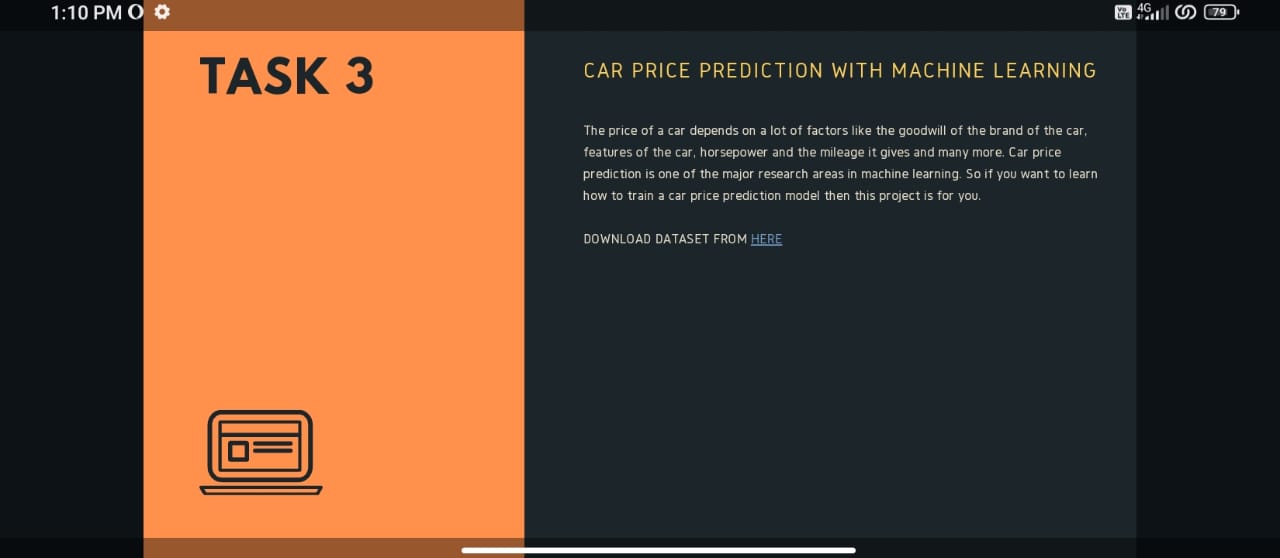 1:10 PM
4G
Vo LTE
79
TASK 3
CAR PRICE PREDICTION WITH MACHINE LEARNING
The price of a car depends on a lot of factors like the goodwill of the brand of the car,
features of the car, horsepower and the mileage it gives and many more. Car price
prediction is one of the major research areas in machine learning. So if you want to learn
how to train a car price prediction model then this project is for you.
DOWNLOAD DATASET FROM HERE